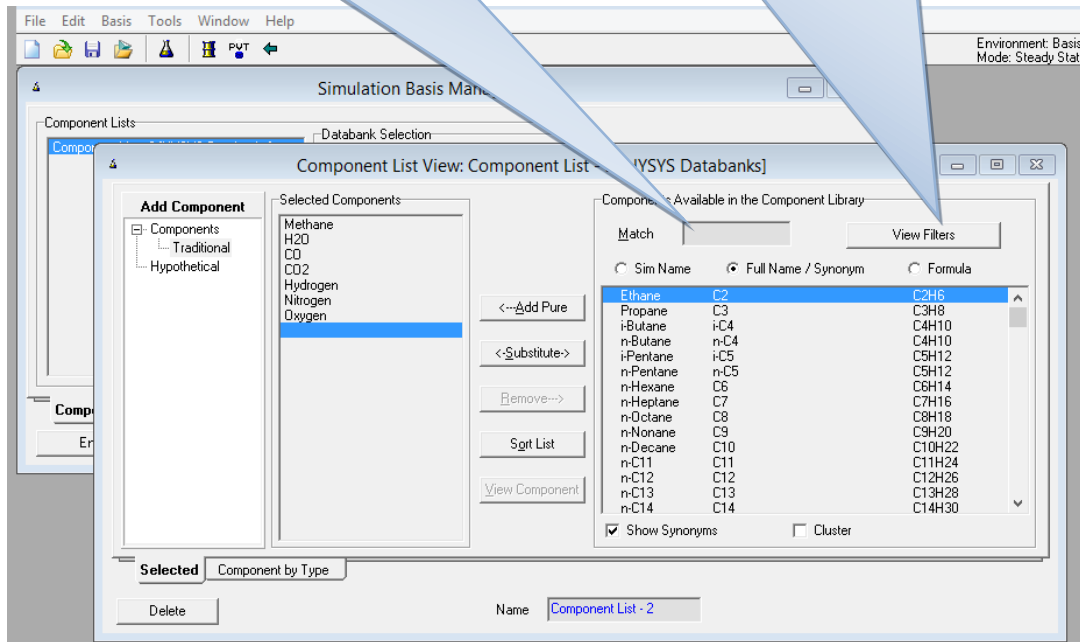 File Edit Basis Tools Window Help
PVT
Environment: Basis
Mode: Steady Stat
Simulation Basis Ma
Component Lists
Databank Selection
Compo
Component List View: Component List - YSYS Databanks]
Add Component
Components
Traditional
Hypothetical
Selected Components
Methane
H2O
CO
CO2
Hydrogen
Nitrogen
Oxygen
<---Add Pure
<-Substitute->
Remove--->
Sort List
View Component
Components Available in the Component Library
Match
View Filters
Sim Name Full Name / Synonym Formula
Ethane C2 C2H6
Propane C3 C3H8
i-Butane i-C4 C4H10
n-Butane n-C4 C4H10
i-Pentane i-C5 C5H12
n-Pentane n-C5 C5H12
n-Hexane C6 C6H14
n-Heptane C7 C7H16
n-Octane C8 C8H18
n-Nonane C9 C9H20
n-Decane C10 C10H22
n-C11 C11 C11H24
n-C12 C12 C12H26
n-C13 C13 C13H28
n-C14 C14 C14H30
Show Synonyms Cluster
Comp
Er
Selected Component by Type
Delete
Name Component List - 2